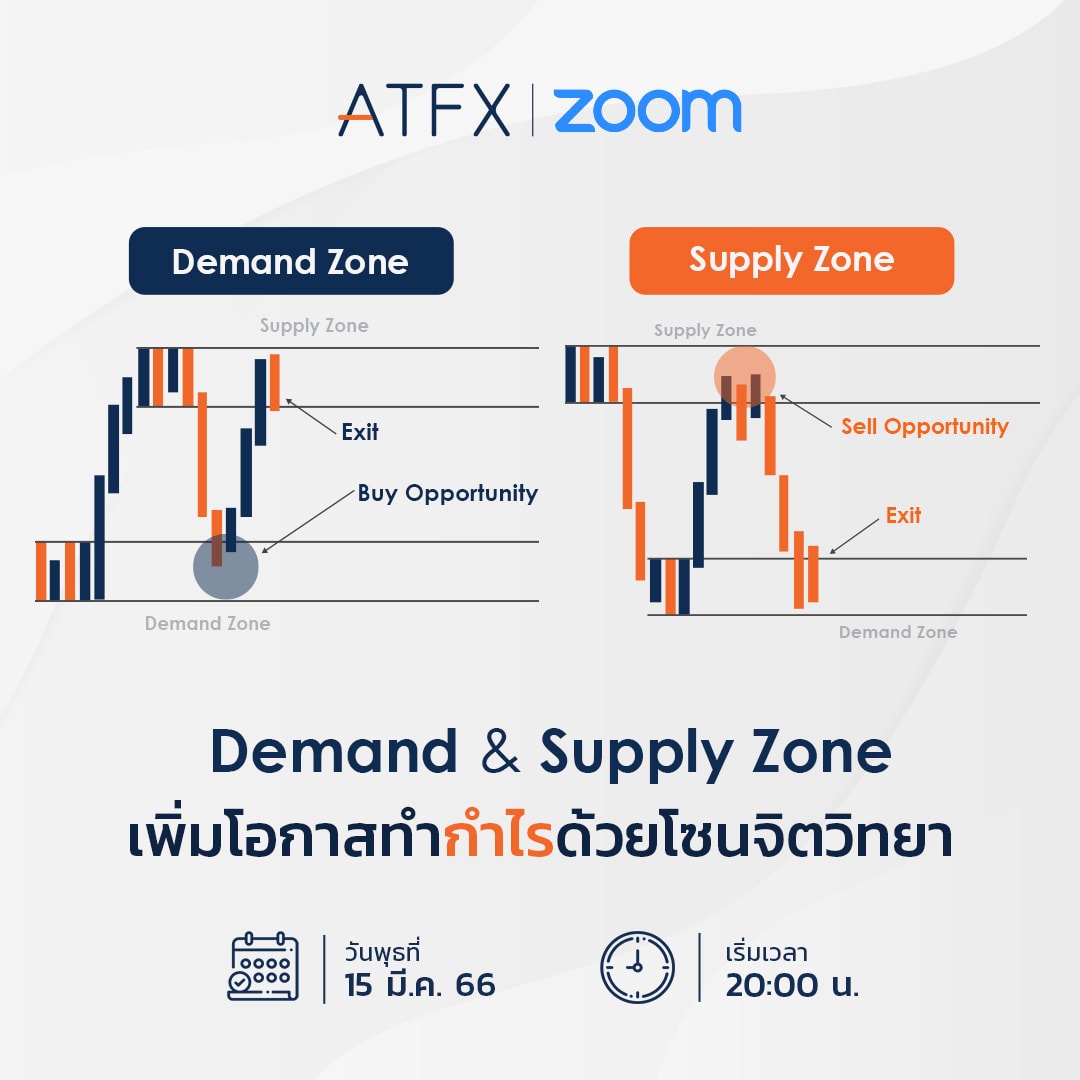 ATFX | zoom
Demand Zone
Supply Zone
Exit
Buy Opportunity
Demand Zone
Supply Zone
Supply Zone
Sell Opportunity
Exit
Demand Zone
Demand & Supply Zone
เพิ่มโอกาสทำกำไรด้วยโซนจิตวิทยา
วันพุธที่
15 มี.ค. 66
เริ่มเวลา
20:00 น.